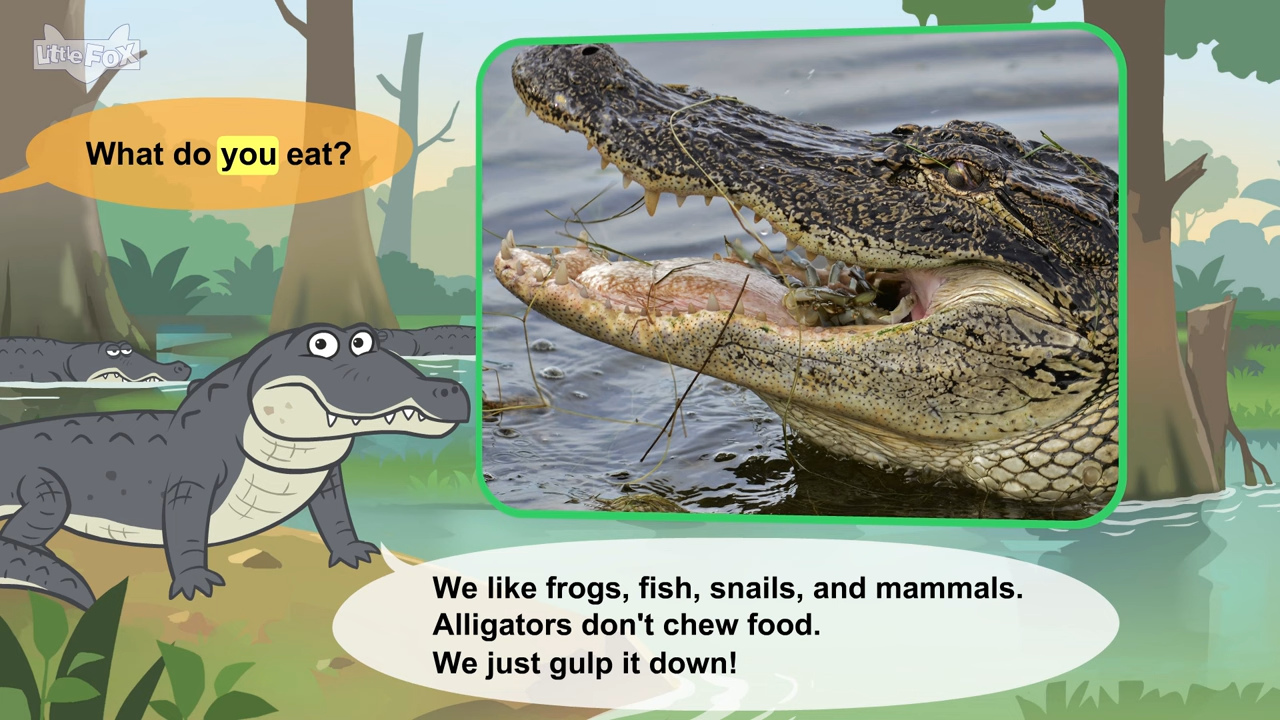 Little Fox
What do you eat?
We like frogs, fish, snails, and mammals.
Alligators don't chew food.
We just gulp it down!